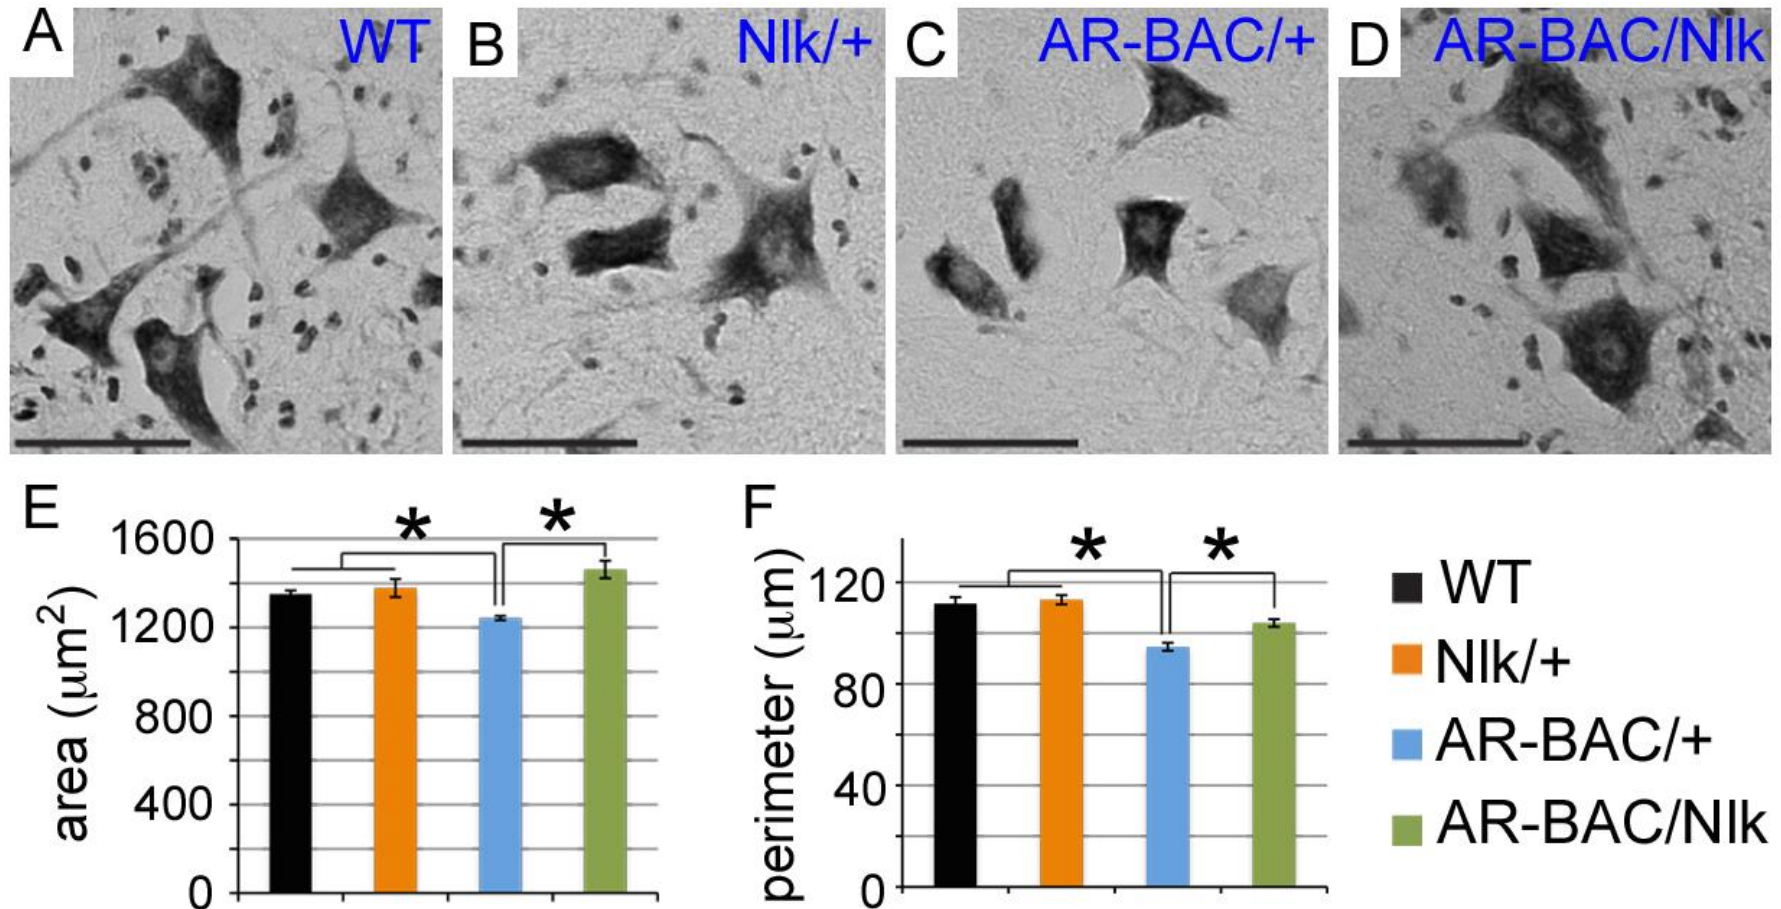 A WT
B Nlk/+
C AR-BAC/+
D AR-BAC/Nlk
E
* *
1600
1200
800
400
0
area (μm²)
F
* *
120
80
40
0
perimeter (μm)
WT
Nlk/+
AR-BAC/+
AR-BAC/Nlk